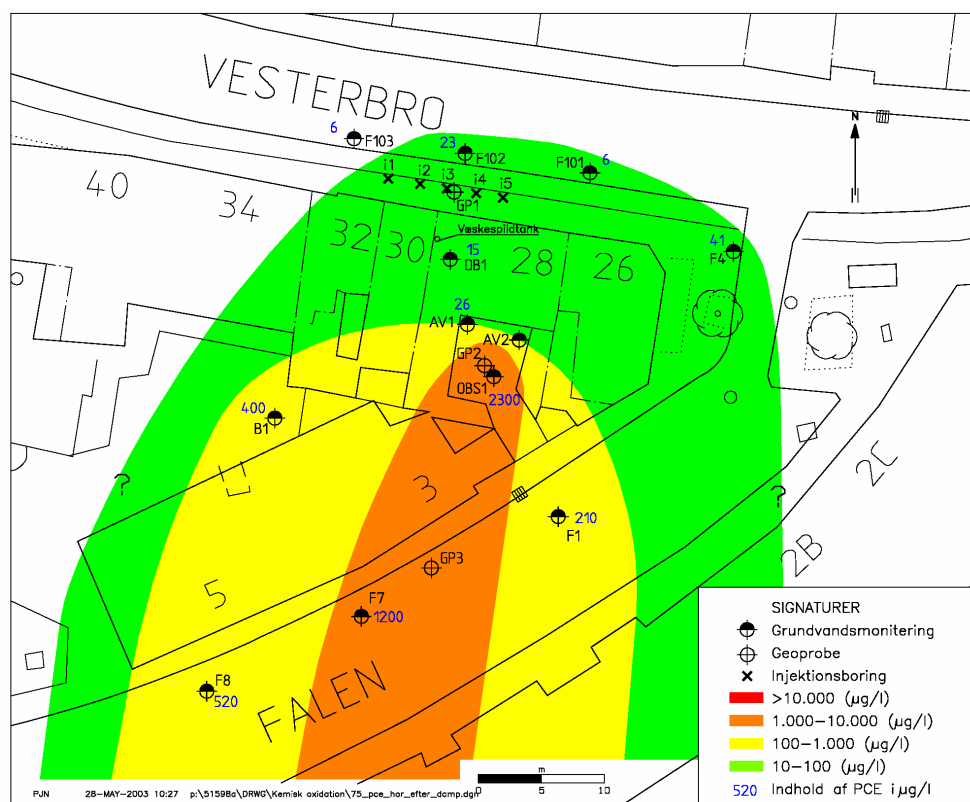 VESTERBRO
6
F103
23
F102
F101
6
N
i1
i2
i3
i4
i5
GP1
40
34
32
30
28
26
Væskespildtank
15
DB1
41
F4
26
AV1
AV2
GP2
OBS1
2300
400
B1
?
3
?
2C
210
F1
2B
GP3
5
F7
1200
F8
520
FALEN
SIGNATURER
Grundvandsmonitering
Geoprobe
Injektionsboring
>10.000 (µg/l)
1.000–10.000 (µg/l)
100–1.000 (µg/l)
10–100 (µg/l)
520 Indhold af PCE i µg/l
m
0 5 10
PJN 28-MAY-2003 10:27 p:\51598a\DRWG\Kemisk oxidation\75_pce_hor_efter_damp.dgn